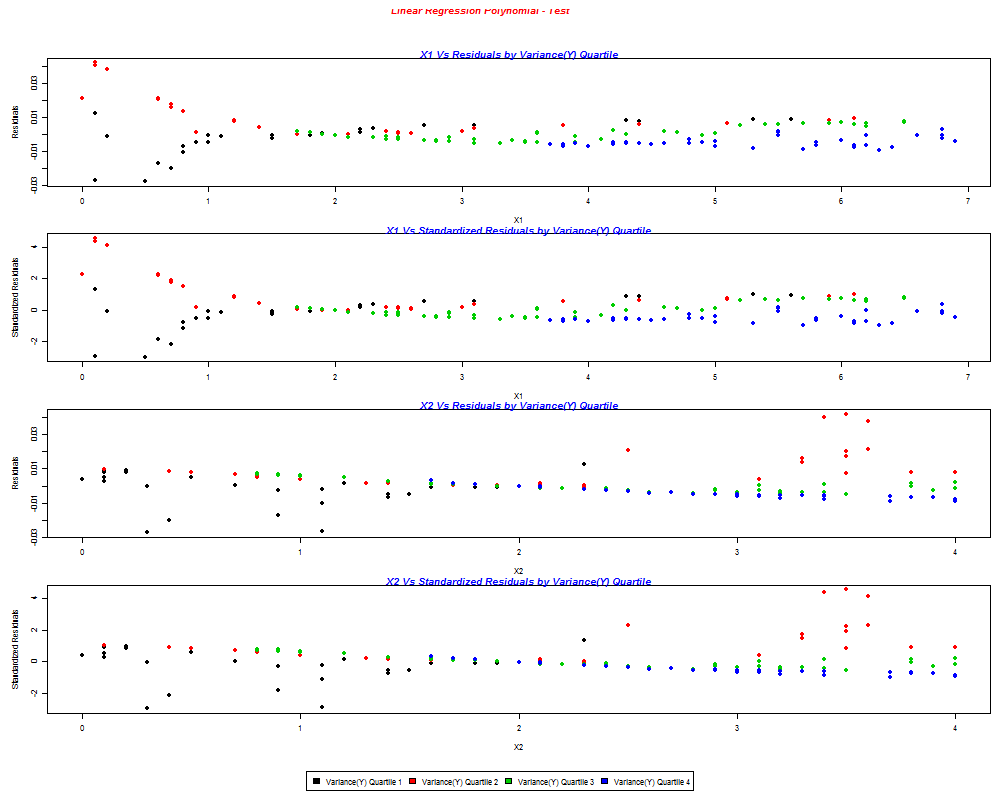 Linear Regression Polynomial - Test
X1 Vs Residuals by Variance(Y) Quartile
Residuals
0.03
0.01
-0.01
-0.03
0 1 2 3 4 5 6 7
X1
X1 Vs Standardized Residuals by Variance(Y) Quartile
Standardized Residuals
4
2
0
-2
0 1 2 3 4 5 6 7
X1
X2 Vs Residuals by Variance(Y) Quartile
Residuals
0.03
0.01
-0.01
-0.03
0 1 2 3 4
X2
X2 Vs Standardized Residuals by Variance(Y) Quartile
Standardized Residuals
4
2
0
-2
0 1 2 3 4
X2
Variance(Y) Quartile 1 Variance(Y) Quartile 2 Variance(Y) Quartile 3 Variance(Y) Quartile 4